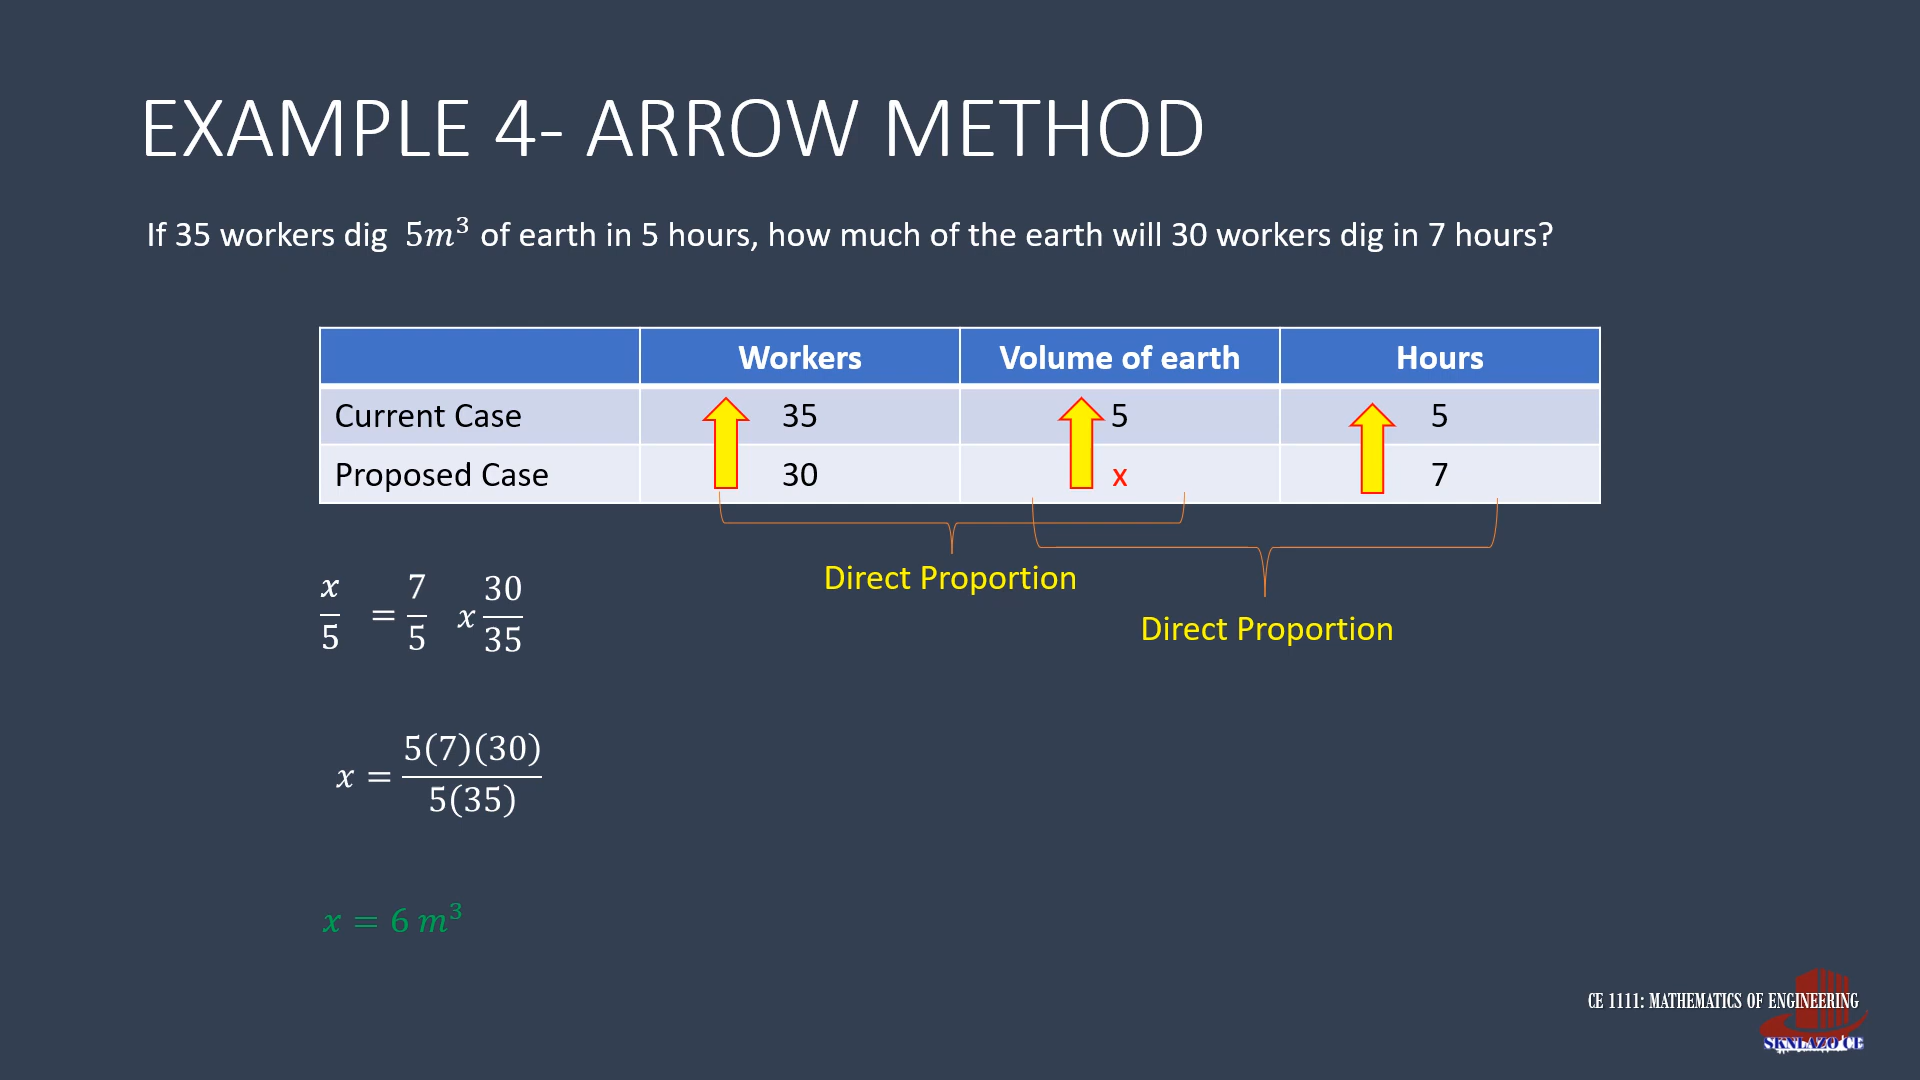 EXAMPLE 4- ARROW METHOD
If 35 workers dig 5m³ of earth in 5 hours, how much of the earth will 30 workers dig in 7 hours?
Workers Volume of earth Hours
Current Case 35 5 5
Proposed Case 30 x 7
Direct Proportion
Direct Proportion
x/5 = 7/5 x 30/35
x = 5(7)(30)/5(35)
x = 6 m³
CE 1111: MATHEMATICS OF ENGINEERING
SKNLAZO CE